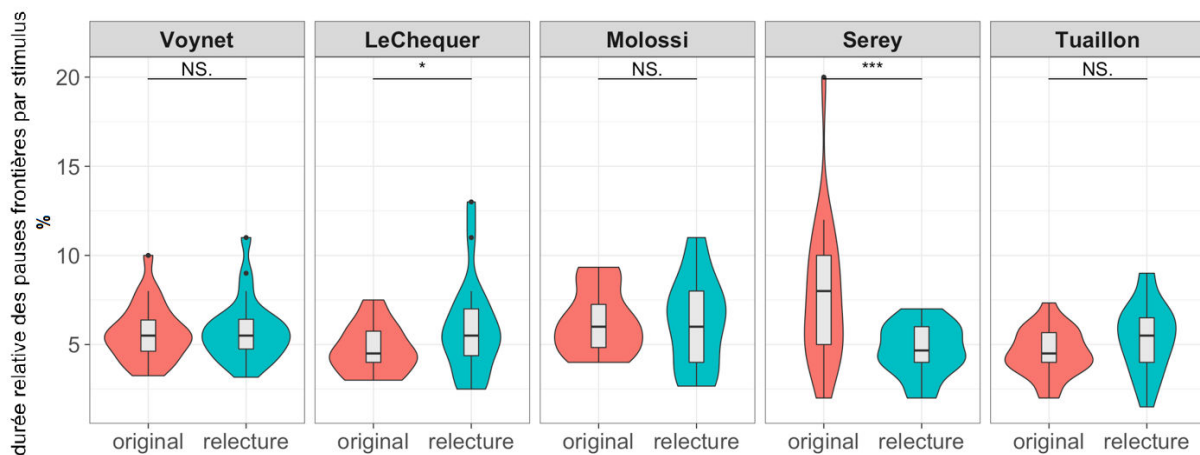 durée relative des pauses frontières par stimulus
%
Voynet LeChequer Molossi Serey Tuaillon
NS. * NS. *** NS.
20
15
10
5
original relecture original relecture original relecture original relecture original relecture